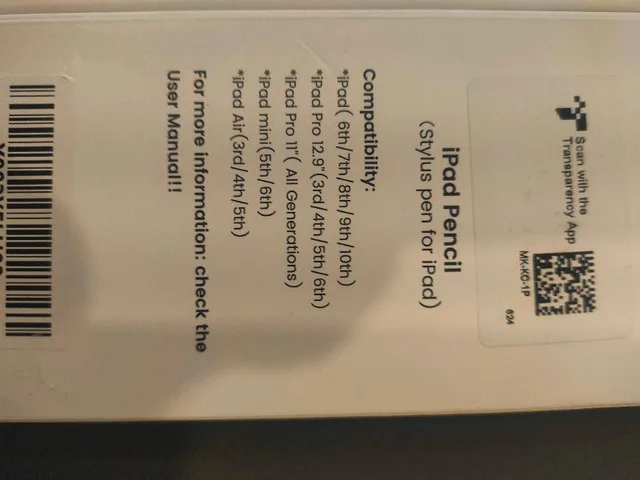 Scan with the
Transparency App
MK-KC-1P
624
iPad Pencil
(Stylus pen for iPad)
Compatibility:
*iPad( 6th/7th/8th/9th/10th)
*iPad Pro 12.9"(3rd/4th/5th/6th)
*iPad Pro 11"( All Generations)
*iPad mini(5th/6th)
*iPad Air(3rd/4th/5th)
For more information: check the
User Manual!!